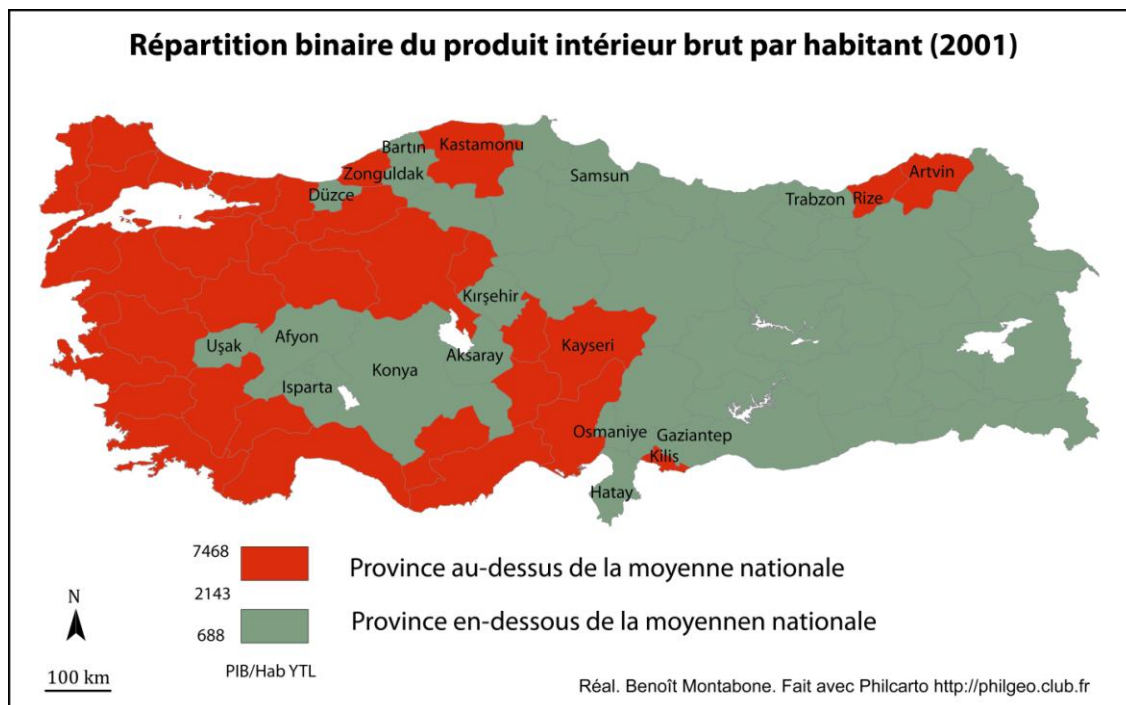 Répartition binaire du produit intérieur brut par habitant (2001)
Bartın
Kastamonu
Zonguldak
Düzce
Samsun
Artvin
Trabzon
Rize
Kırşehir
Uşak
Afyon
Aksaray
Kayseri
Konya
Isparta
Osmaniye
Gaziantep
Kilis
Hatay
7468
Province au-dessus de la moyenne nationale
2143
Province en-dessous de la moyennen nationale
688
N
PIB/Hab YTL
100 km
Réal. Benoît Montabone. Fait avec Philcarto http://philgeo.club.fr